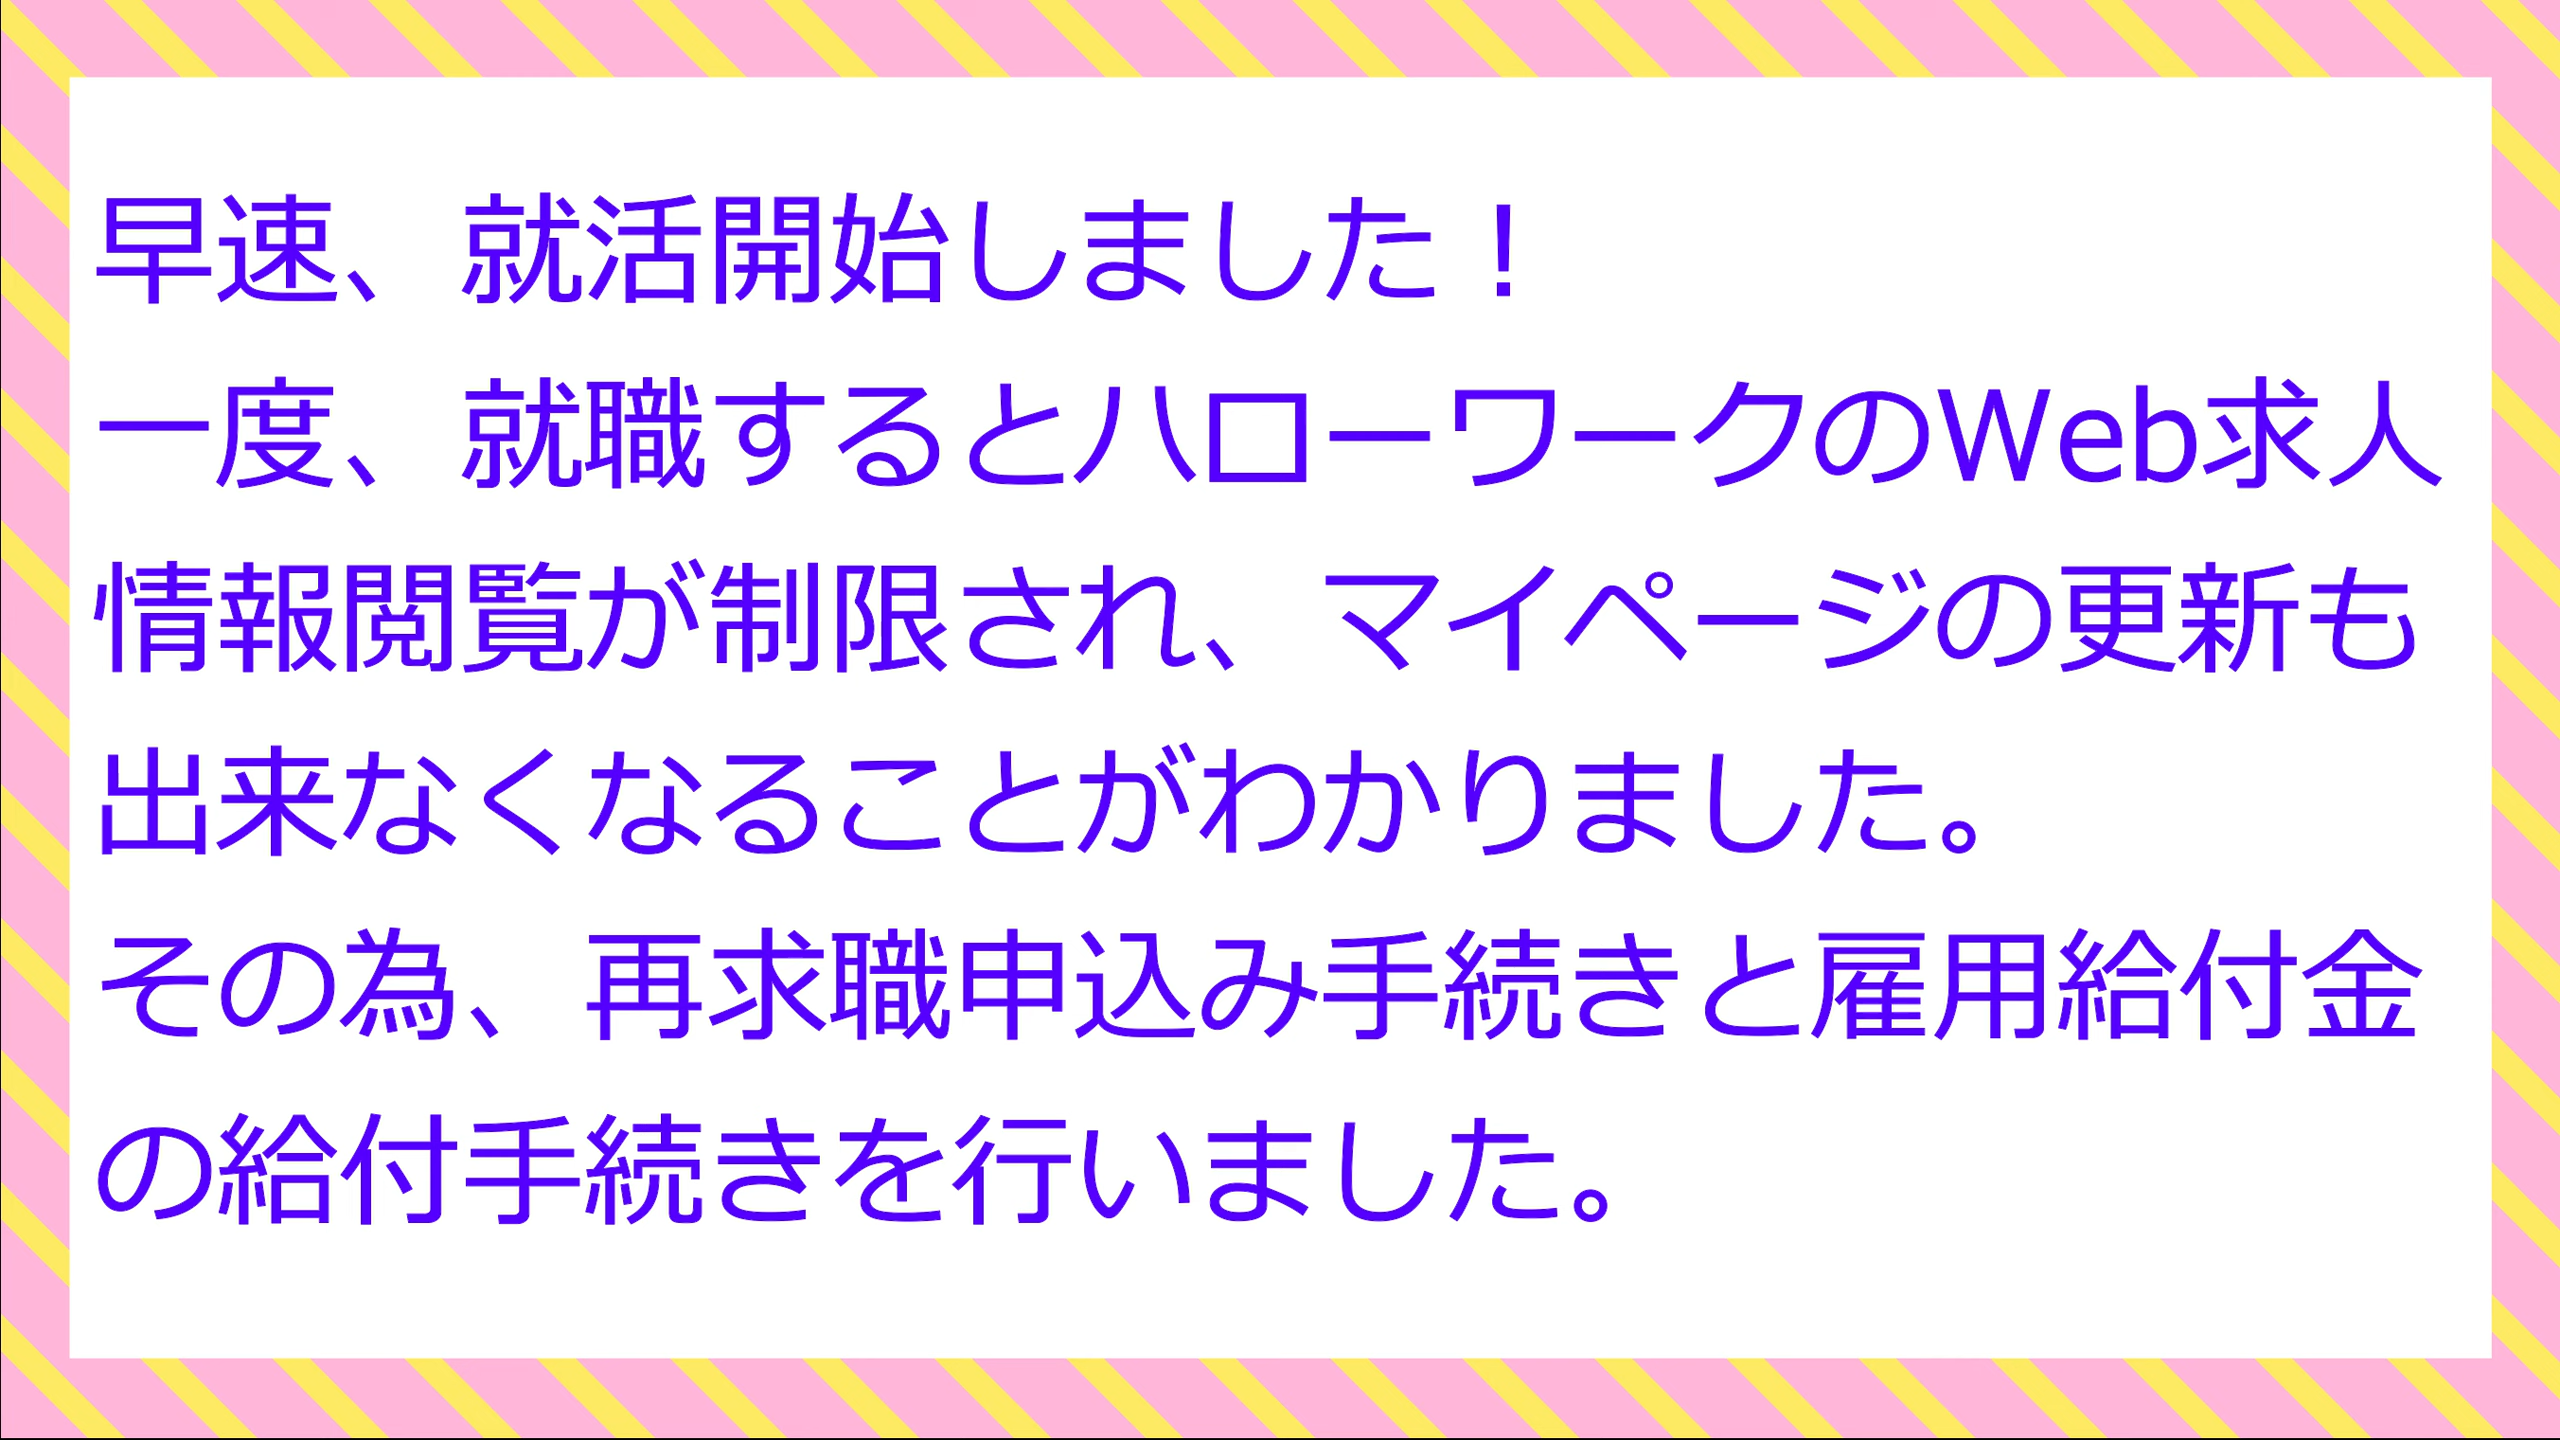 早速、就活開始しました！
一度、就職するとハローワークのWeb求人
情報閲覧が制限され、マイページの更新も
出来なくなることがわかりました。
その為、再求職申込み手続きと雇用給付金
の給付手続きを行いました。